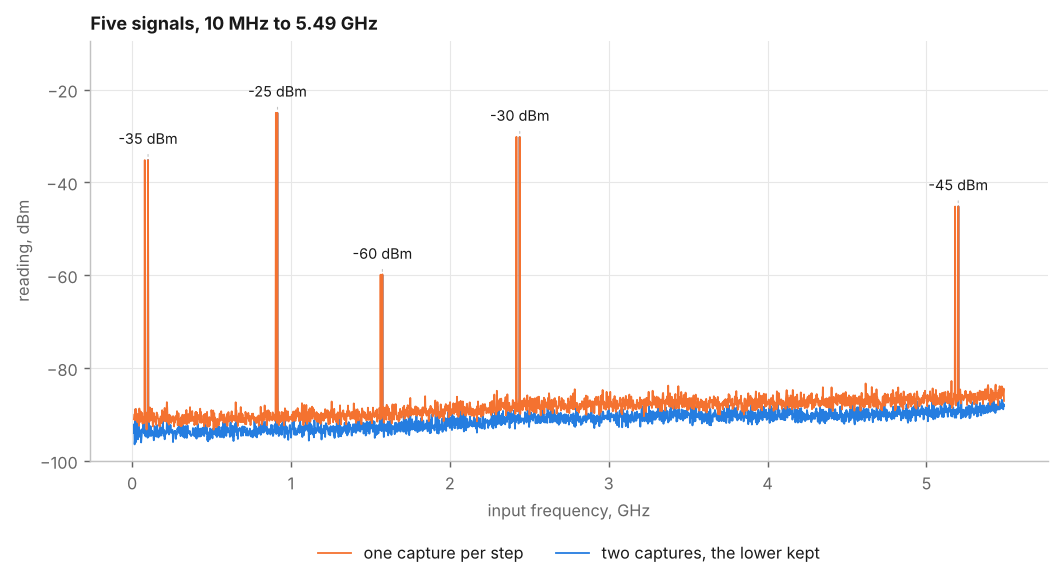 Five signals, 10 MHz to 5.49 GHz
-35 dBm
-25 dBm
-60 dBm
-30 dBm
-45 dBm
reading, dBm
−20
−40
−60
−80
−100
0 1 2 3 4 5
input frequency, GHz
one capture per step two captures, the lower kept